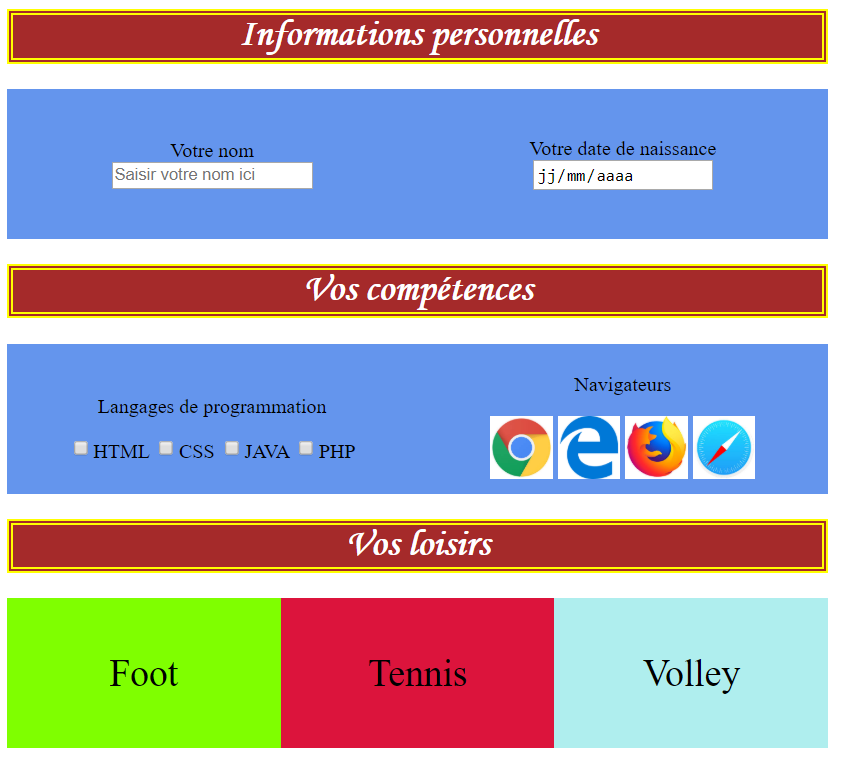 Informations personnelles
Votre nom
Saisir votre nom ici
Votre date de naissance
jj/mm/aaaa
Vos compétences
Langages de programmation
HTML CSS JAVA PHP
Navigateurs
Vos loisirs
Foot Tennis Volley